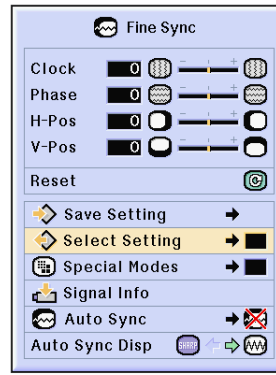 Fine Sync
Clock 0 - +
Phase 0 - +
H-Pos 0 - +
V-Pos 0 - +
Reset
Save Setting
Select Setting
Special Modes
Signal Info
Auto Sync
Auto Sync Disp SHARP